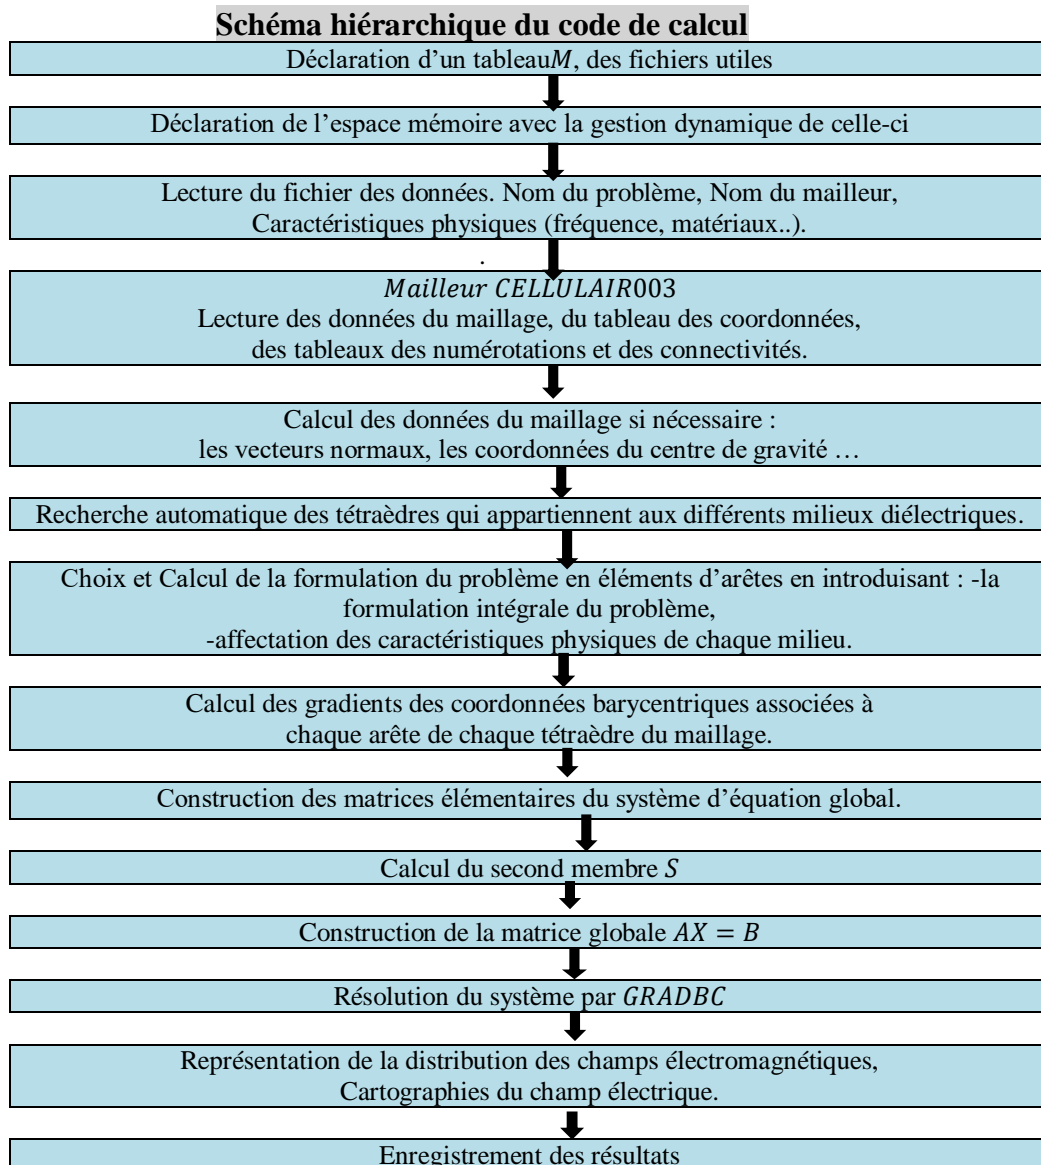 Schéma hiérarchique du code de calcul
Déclaration d'un tableauM, des fichiers utiles
Déclaration de l'espace mémoire avec la gestion dynamique de celle-ci
Lecture du fichier des données. Nom du problème, Nom du mailleur,
Caractéristiques physiques (fréquence, matériaux..).
.
Mailleur CELLULAIR003
Lecture des données du maillage, du tableau des coordonnées,
des tableaux des numérotations et des connectivités.
Calcul des données du maillage si nécessaire :
les vecteurs normaux, les coordonnées du centre de gravité …
Recherche automatique des tétraèdres qui appartiennent aux différents milieux diélectriques.
Choix et Calcul de la formulation du problème en éléments d'arêtes en introduisant : -la
formulation intégrale du problème,
-affectation des caractéristiques physiques de chaque milieu.
Calcul des gradients des coordonnées barycentriques associées à
chaque arête de chaque tétraèdre du maillage.
Construction des matrices élémentaires du système d'équation global.
Calcul du second membre S
Construction de la matrice globale AX = B
Résolution du système par GRADBC
Représentation de la distribution des champs électromagnétiques,
Cartographies du champ électrique.
Enregistrement des résultats